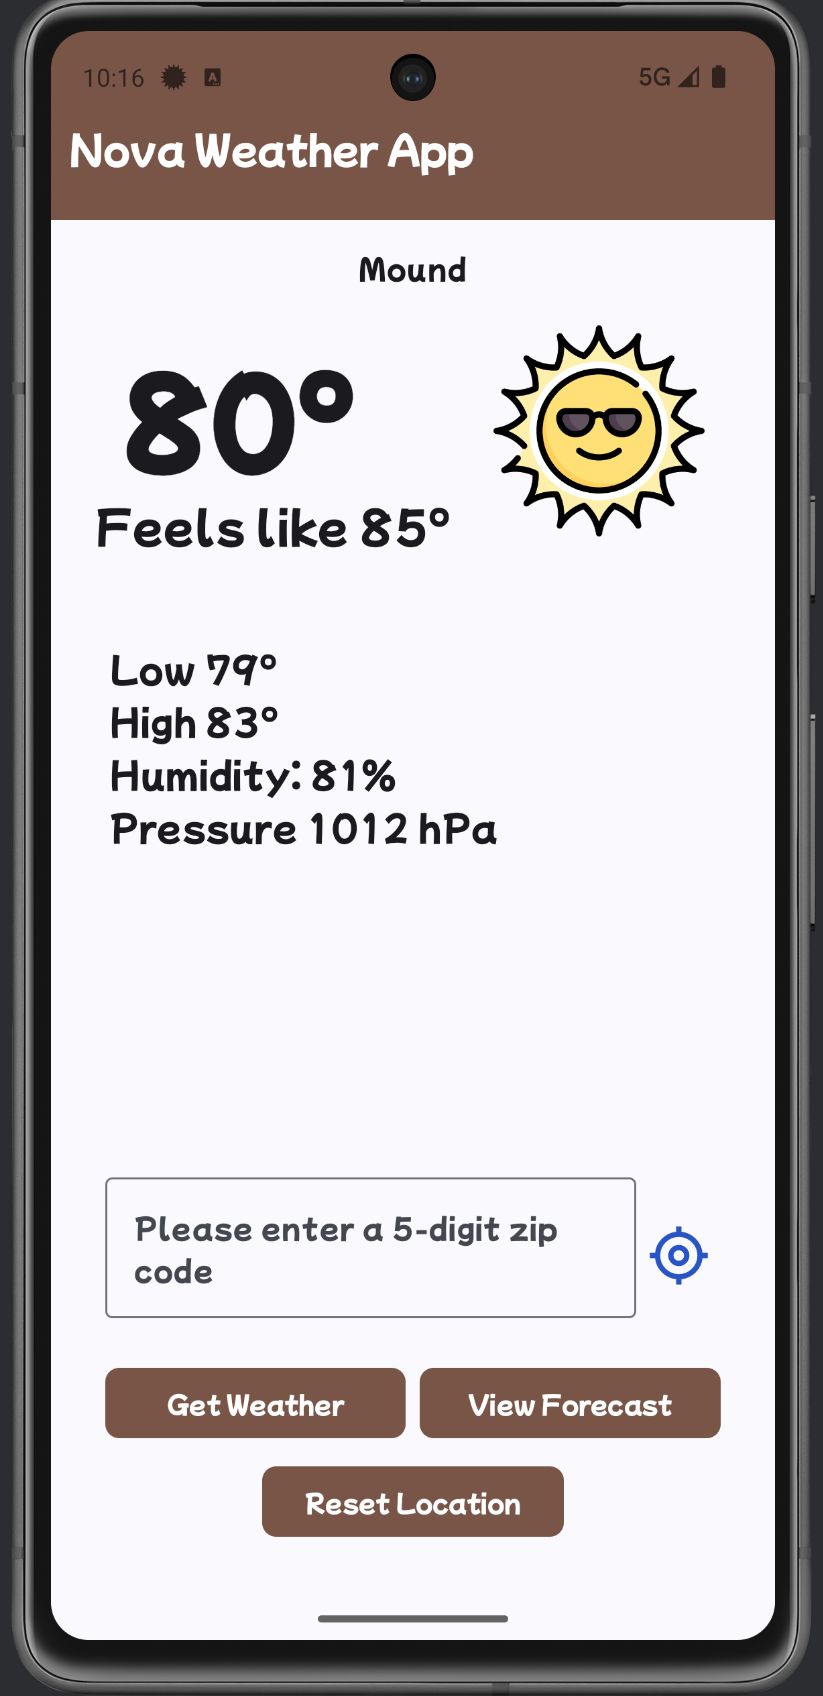 10:16
A
5G
Nova Weather App
Mound
80°
Feels like 85°
Low 79°
High 83°
Humidity: 81%
Pressure 1012 hPa
Please enter a 5-digit zip
code
Get Weather
View Forecast
Reset Location